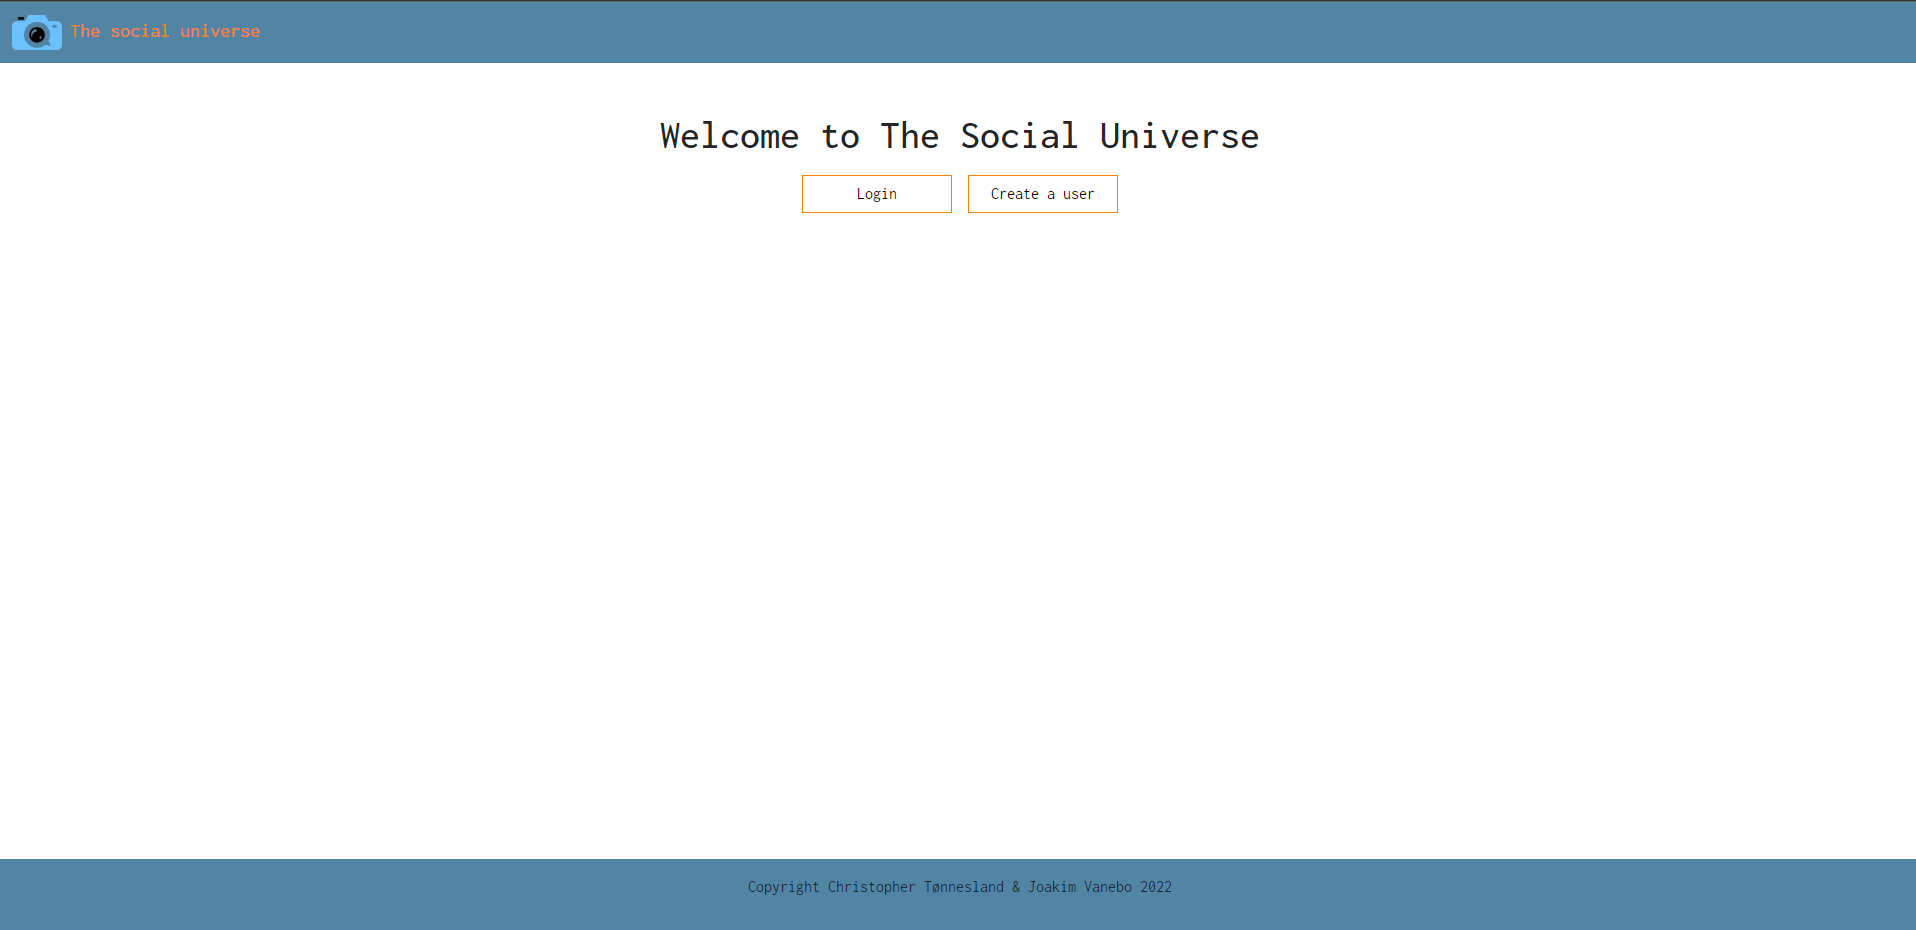 The social universe
Welcome to The Social Universe
Login
Create a user
Copyright Christopher Tønnesland & Joakim Vanebo 2022